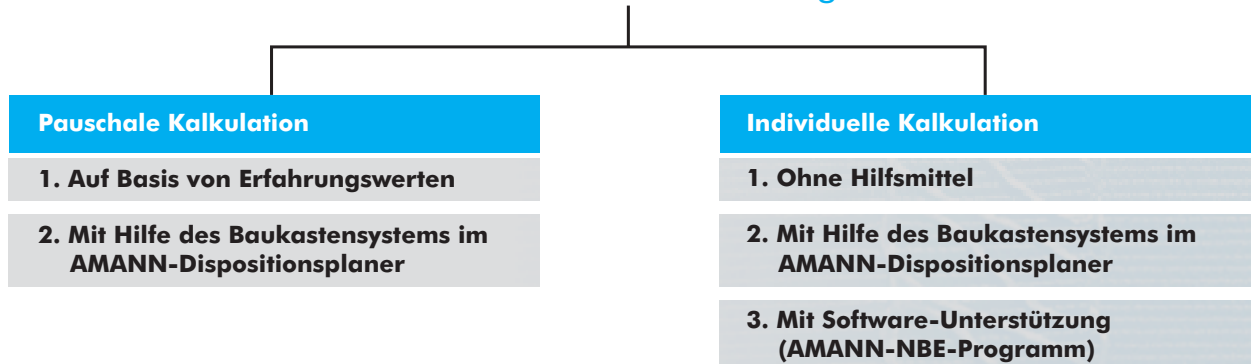 Pauschale Kalkulation
1. Auf Basis von Erfahrungswerten
2. Mit Hilfe des Baukastensystems im
AMANN-Dispositionsplaner
Individuelle Kalkulation
1. Ohne Hilfsmittel
2. Mit Hilfe des Baukastensystems im
AMANN-Dispositionsplaner
3. Mit Software-Unterstützung
(AMANN-NBE-Programm)